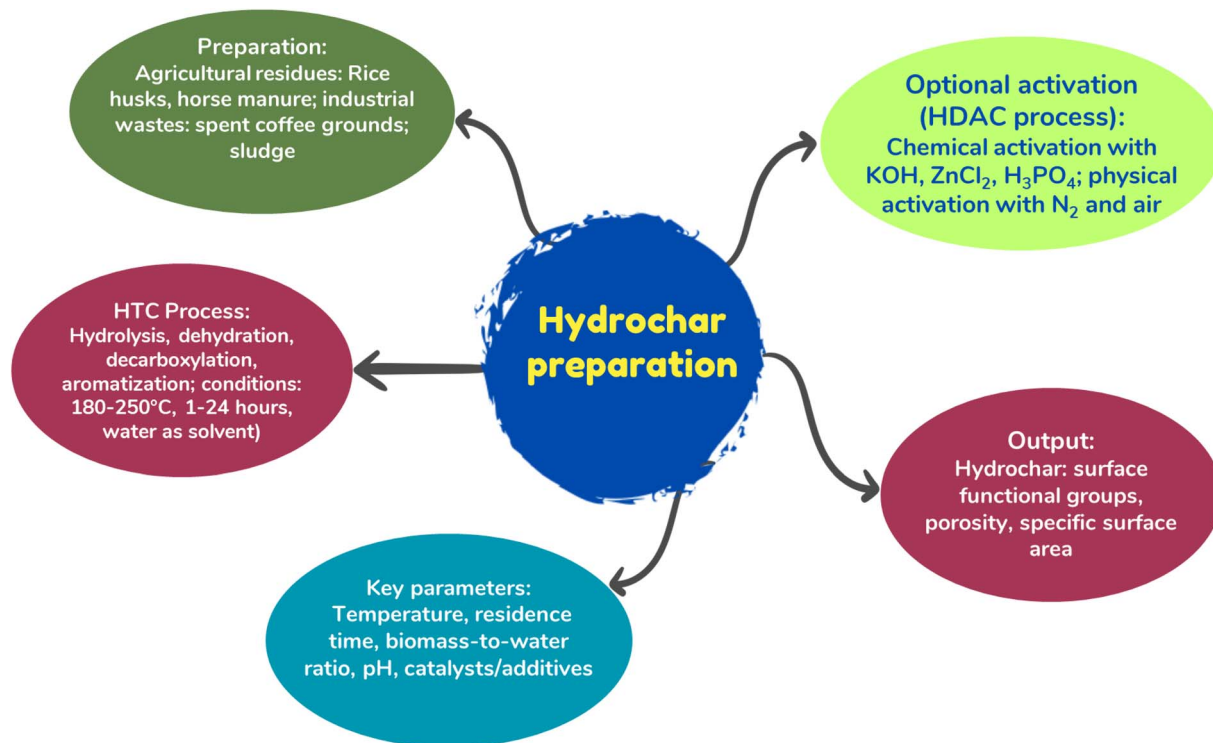 Preparation:
Agricultural residues: Rice
husks, horse manure; industrial
wastes: spent coffee grounds;
sludge
Optional activation
(HDAC process):
Chemical activation with
KOH, ZnCl₂, H₃PO₄; physical
activation with N₂ and air
HTC Process:
Hydrolysis, dehydration,
decarboxylation,
aromatization; conditions:
180-250°C, 1-24 hours,
water as solvent)
Hydrochar
preparation
Output:
Hydrochar: surface
functional groups,
porosity, specific surface
area
Key parameters:
Temperature, residence
time, biomass-to-water
ratio, pH, catalysts/additives